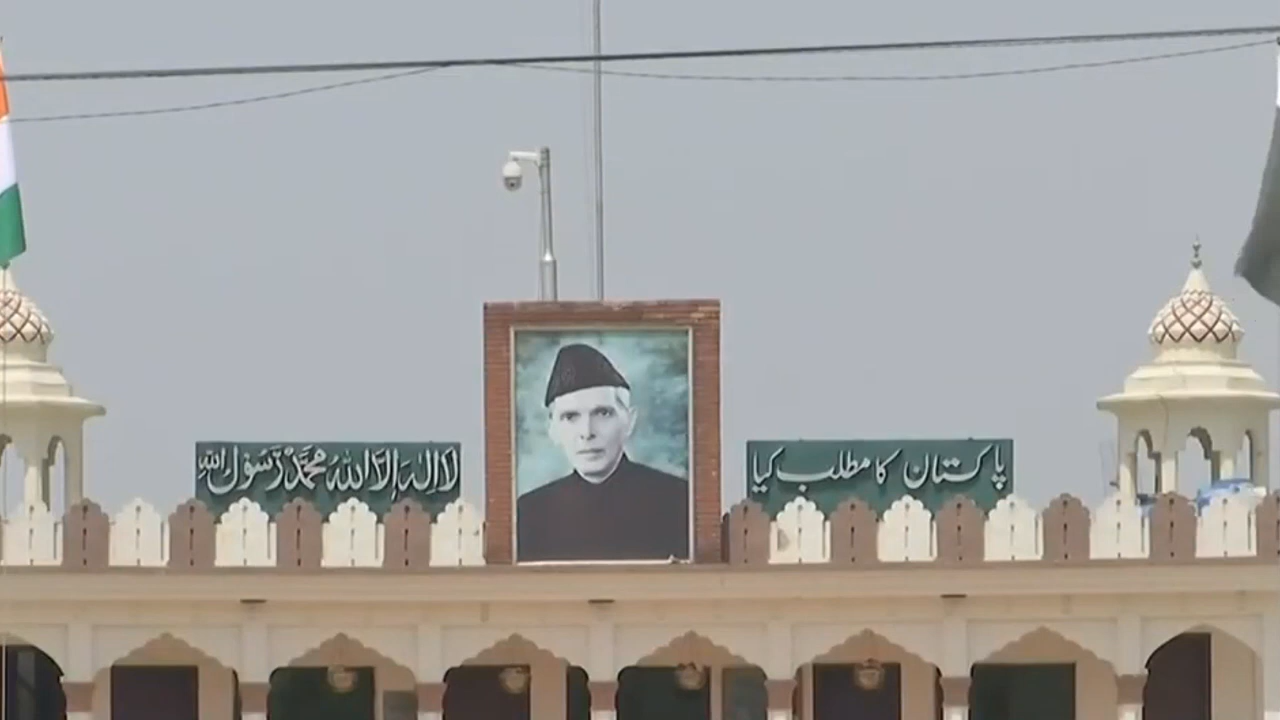 پاکستان کا مطلب کیا
لا الٰہ الا اللہ محمد رسول اللہ